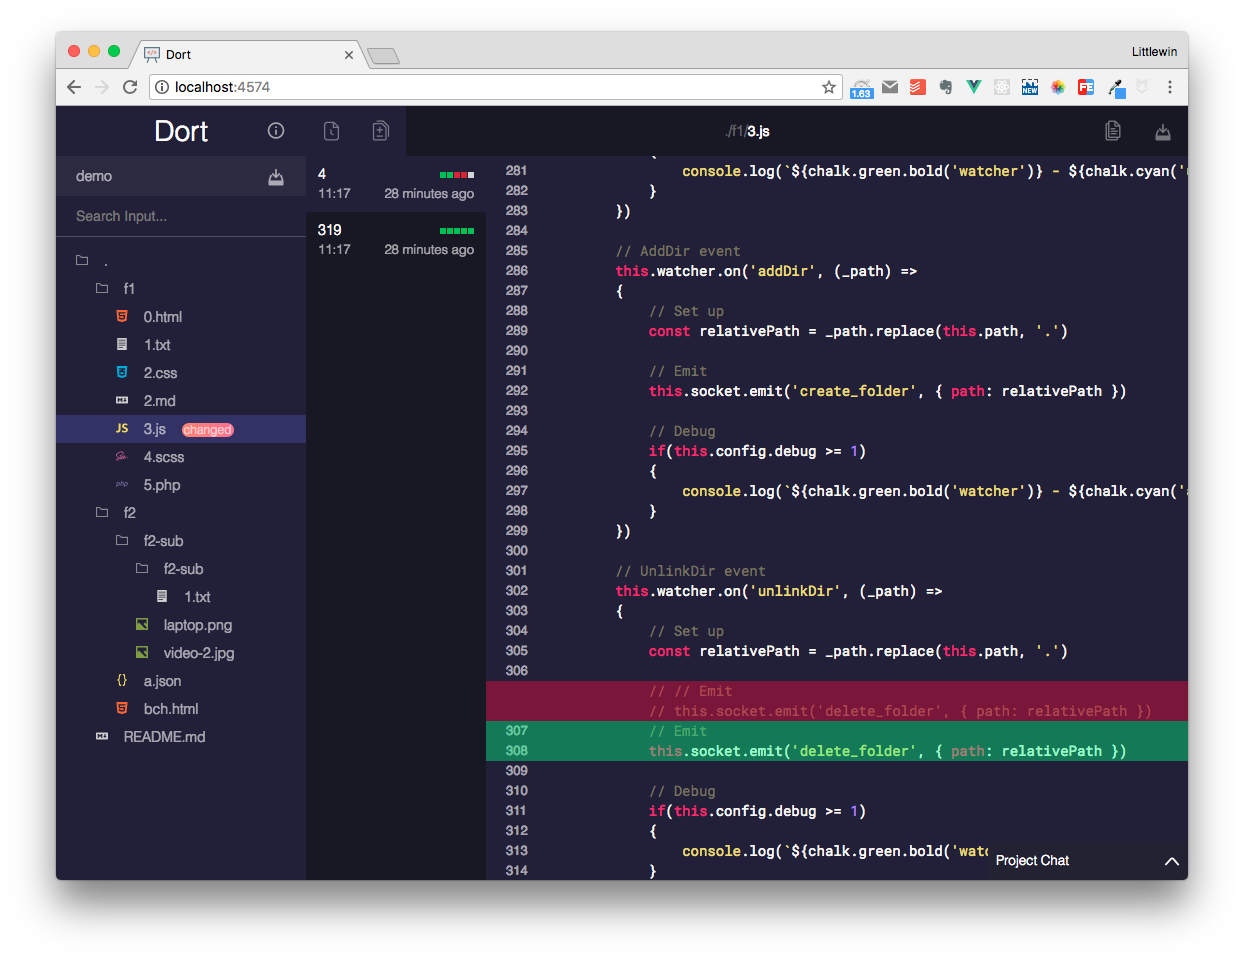 Dort
Littlewin
localhost:4574
1.63
NEW
Dort
./f1/3.js
demo
Search Input...
.
f1
0.html
1.txt
2.css
2.md
JS 3.js changed
4.scss
php 5.php
f2
f2-sub
f2-sub
1.txt
laptop.png
video-2.jpg
{} a.json
bch.html
README.md
4
11:17 28 minutes ago
319
11:17 28 minutes ago
281 console.log(`${chalk.green.bold('watcher')} - ${chalk.cyan('
282 }
283 })
284
285 // AddDir event
286 this.watcher.on('addDir', (_path) =>
287 {
288 // Set up
289 const relativePath = _path.replace(this.path, '.')
290
291 // Emit
292 this.socket.emit('create_folder', { path: relativePath })
293
294 // Debug
295 if(this.config.debug >= 1)
296 {
297 console.log(`${chalk.green.bold('watcher')} - ${chalk.cyan('
298 }
299 })
300
301 // UnlinkDir event
302 this.watcher.on('unlinkDir', (_path) =>
303 {
304 // Set up
305 const relativePath = _path.replace(this.path, '.')
306
// // Emit
// this.socket.emit('delete_folder', { path: relativePath })
307 // Emit
308 this.socket.emit('delete_folder', { path: relativePath })
309
310 // Debug
311 if(this.config.debug >= 1)
312 {
313 console.log(`${chalk.green.bold('watc
314 }
Project Chat